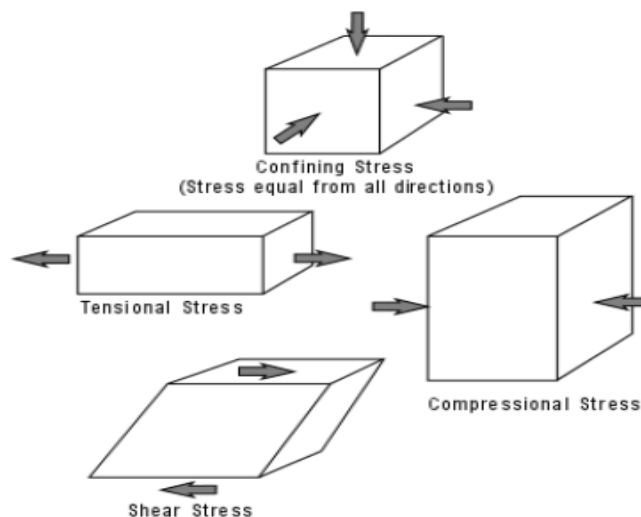 Confining Stress
(Stress equal from all directions)
Tensional Stress
Compressional Stress
Shear Stress